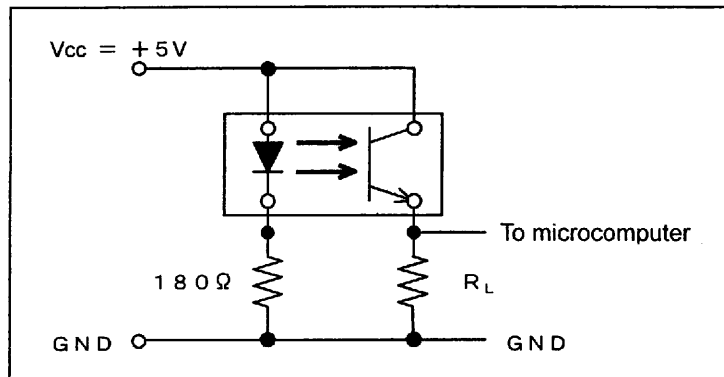 Vcc = +5V
To microcomputer
180Ω
RL
GND
GND